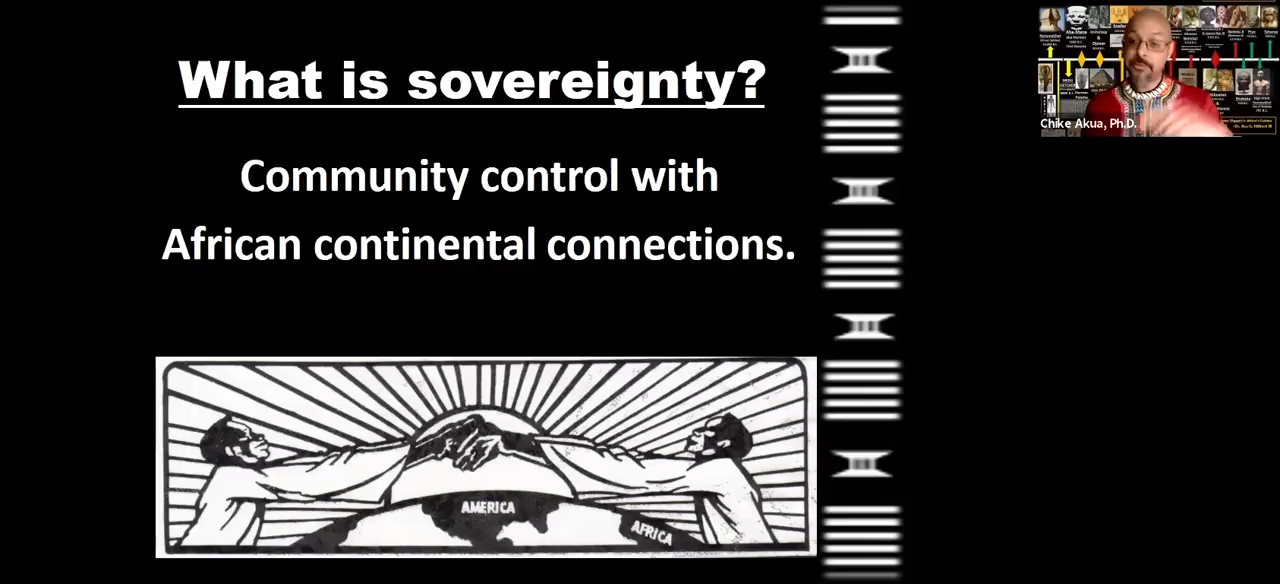 What is sovereignty?
Community control with
African continental connections.
AMERICA
AFRICA
Chike Akua, Ph.D.